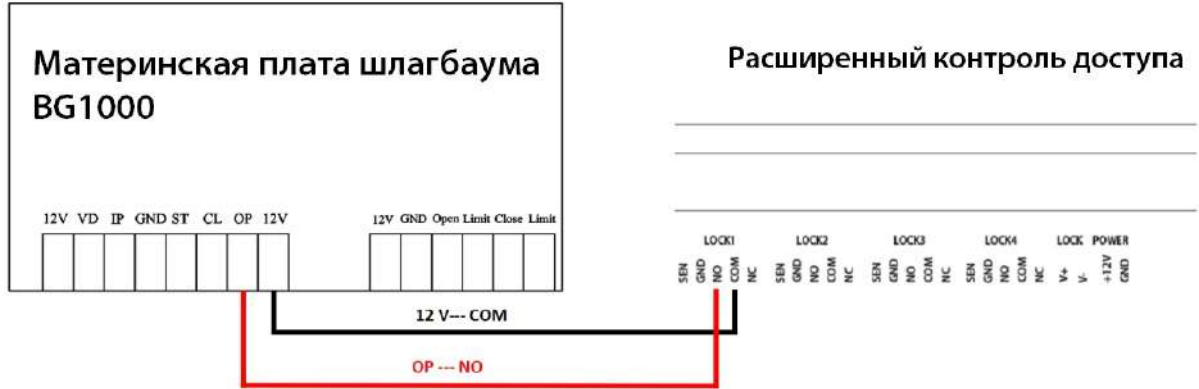 Материнская плата шлагбаума
BG1000
Расширенный контроль доступа
12V VD IP GND ST CL OP 12V
12V GND Open Limit Close Limit
LOCK1 LOCK2 LOCK3 LOCK4 LOCK POWER
SEN GND NO COM NC SEN GND NO COM NC SEN GND NO COM NC SEN GND NO COM NC V+ V- +12V GND
12 V--- COM
OP --- NO